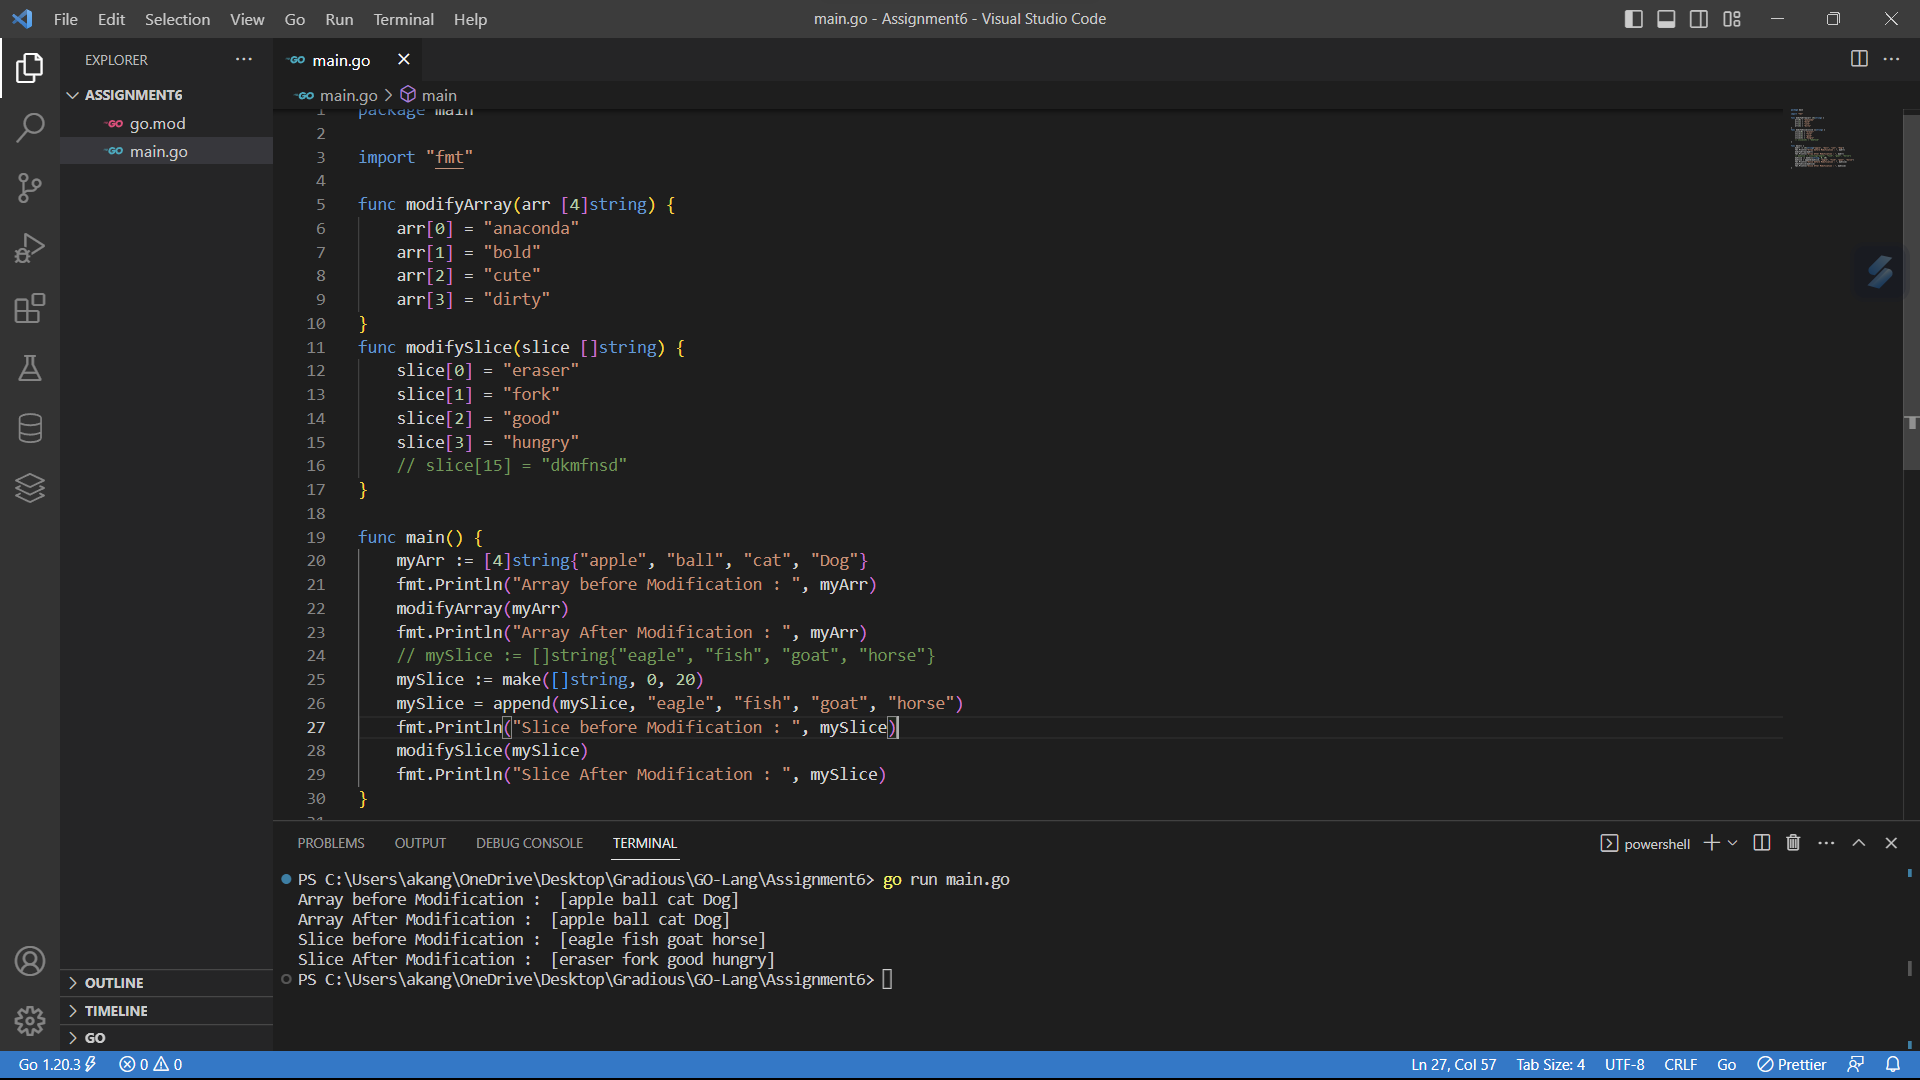 File Edit Selection View Go Run Terminal Help
main.go - Assignment6 - Visual Studio Code
EXPLORER
ASSIGNMENT6
go.mod
main.go
main.go
main.go > main
1 package main
2
3 import "fmt"
4
5 func modifyArray(arr [4]string) {
6 arr[0] = "anaconda"
7 arr[1] = "bold"
8 arr[2] = "cute"
9 arr[3] = "dirty"
10 }
11 func modifySlice(slice []string) {
12 slice[0] = "eraser"
13 slice[1] = "fork"
14 slice[2] = "good"
15 slice[3] = "hungry"
16 // slice[15] = "dkmfnsd"
17 }
18
19 func main() {
20 myArr := [4]string{"apple", "ball", "cat", "Dog"}
21 fmt.Println("Array before Modification : ", myArr)
22 modifyArray(myArr)
23 fmt.Println("Array After Modification : ", myArr)
24 // mySlice := []string{"eagle", "fish", "goat", "horse"}
25 mySlice := make([]string, 0, 20)
26 mySlice = append(mySlice, "eagle", "fish", "goat", "horse")
27 fmt.Println("Slice before Modification : ", mySlice)
28 modifySlice(mySlice)
29 fmt.Println("Slice After Modification : ", mySlice)
30 }
31
PROBLEMS OUTPUT DEBUG CONSOLE TERMINAL
powershell
PS C:\Users\akang\OneDrive\Desktop\Gradious\GO-Lang\Assignment6> go run main.go
Array before Modification :  [apple ball cat Dog]
Array After Modification :  [apple ball cat Dog]
Slice before Modification :  [eagle fish goat horse]
Slice After Modification :  [eraser fork good hungry]
PS C:\Users\akang\OneDrive\Desktop\Gradious\GO-Lang\Assignment6>
OUTLINE
TIMELINE
GO
Go 1.20.3 0 0 Ln 27, Col 57 Tab Size: 4 UTF-8 CRLF Go Prettier